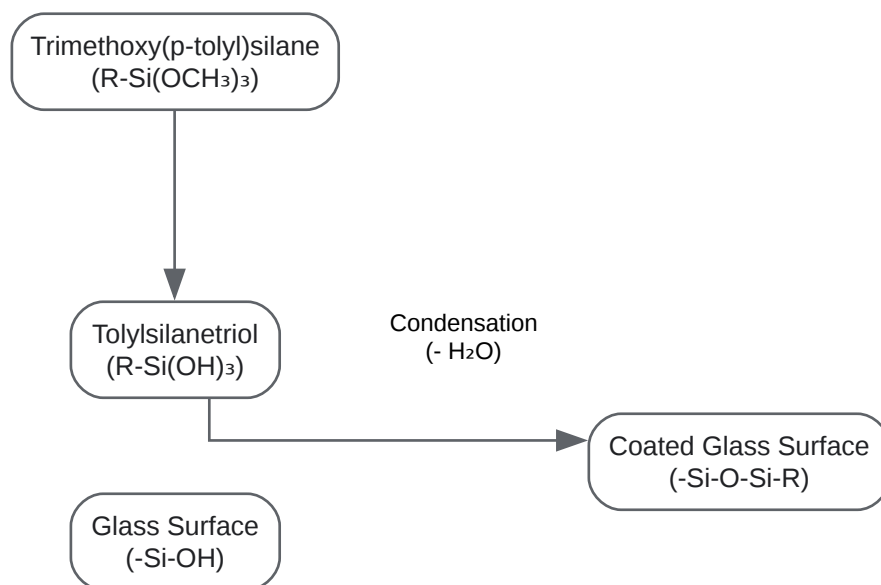 Trimethoxy(p-tolyl)silane
(R-Si(OCH₃)₃)
Tolylsilanetriol
(R-Si(OH)₃)
Condensation
(- H₂O)
Coated Glass Surface
(-Si-O-Si-R)
Glass Surface
(-Si-OH)